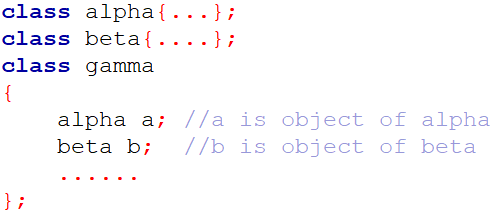 class alpha{...};
class beta{....};
class gamma
{
    alpha a; //a is object of alpha
    beta b;  //b is object of beta
    ......
};